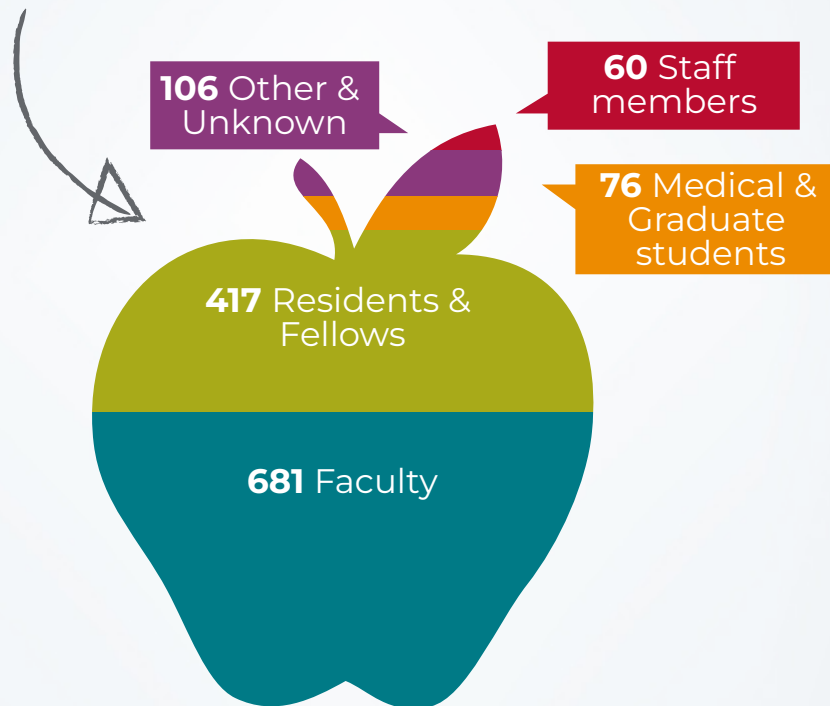 106 Other &
Unknown
60 Staff
members
76 Medical &
Graduate
students
417 Residents &
Fellows
681 Faculty